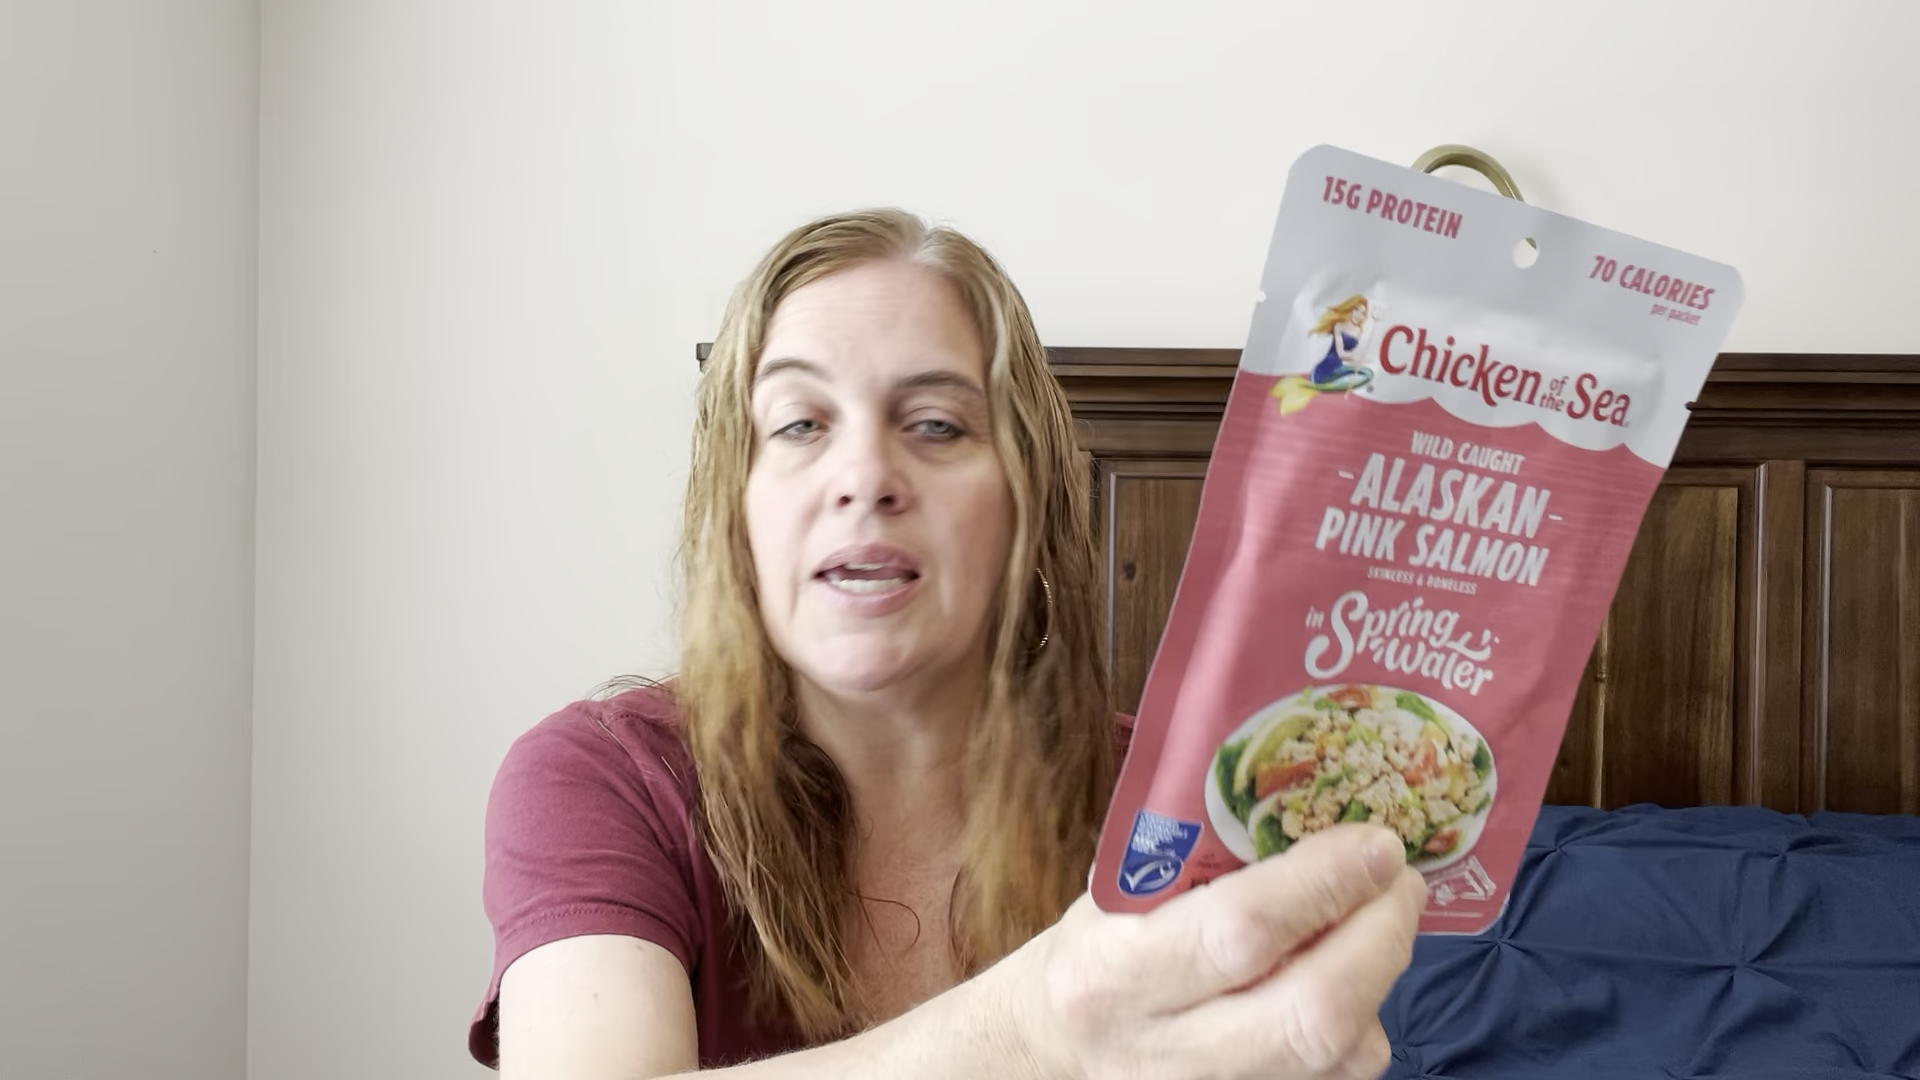 15G PROTEIN
70 CALORIES
per packet
Chicken of the Sea
WILD CAUGHT
-ALASKAN-
PINK SALMON
SKINLESS & BONELESS
in Spring Water